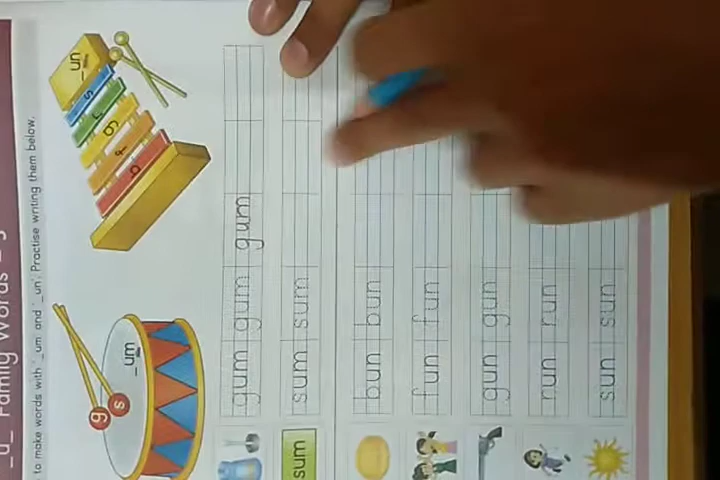 _u_ Family Words
to make words with '_um' and '_un'. Practise writing them below.
_um
g
s
_un
s
r
g
f
b
gum gum gum
sum
sum sum
bun bun
fun fun
gun gun
run run
sun sun